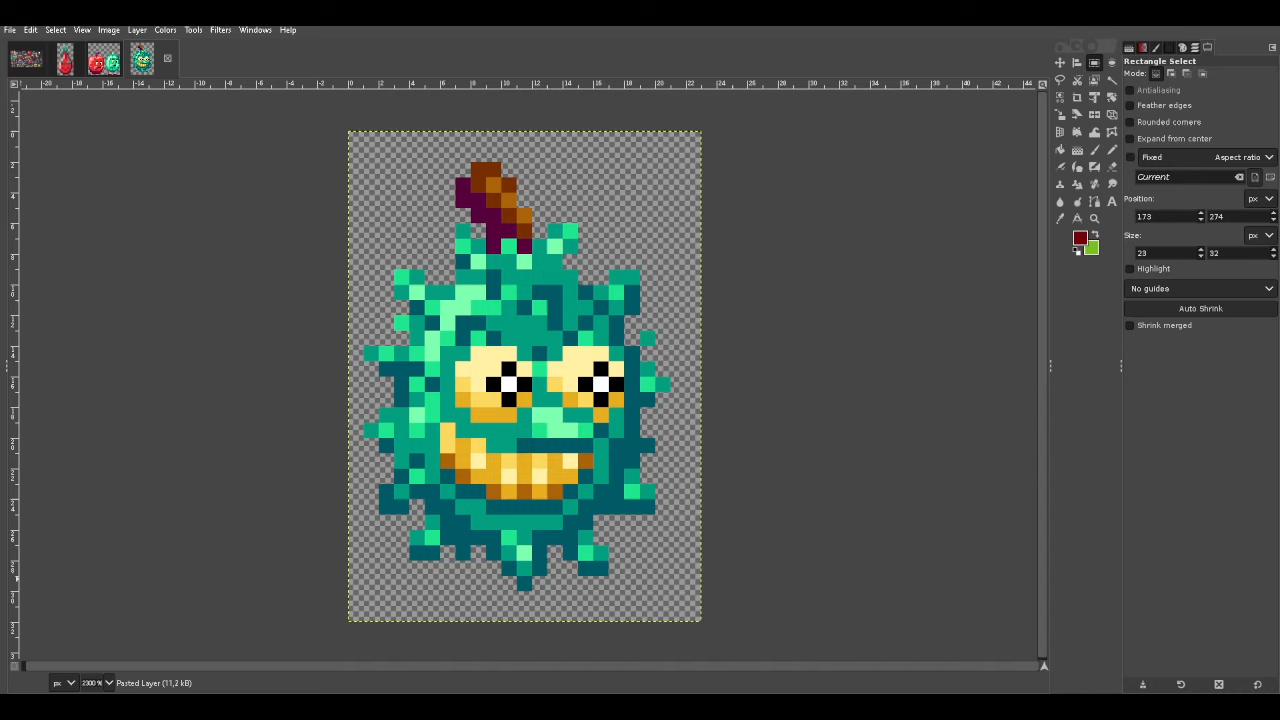 File Edit Select View Image Layer Colors Tools Filters Windows Help
Rectangle Select
Mode:
Antialiasing
Feather edges
Rounded corners
Expand from center
Fixed Aspect ratio
Current
Position: px
173 274
Size: px
23 32
Highlight
No guides
Auto Shrink
Shrink merged
px 2300 % Pasted Layer (11,2 kB)